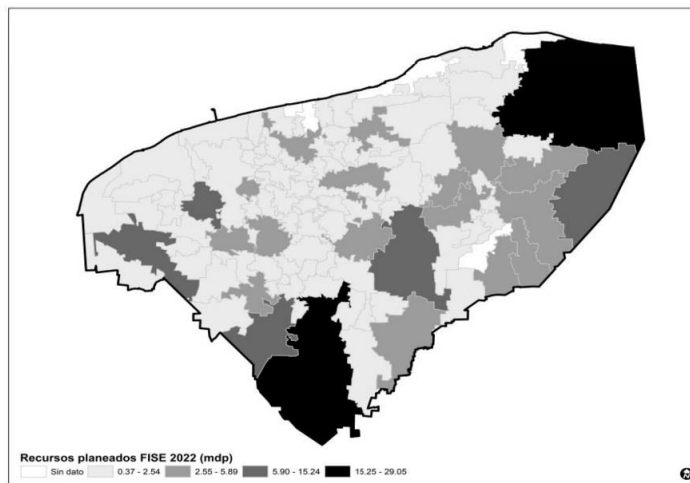 Recursos planeados FISE 2022 (mdp)
Sin dato 0.37 - 2.54 2.55 - 5.89 5.90 - 15.24 15.25 - 29.05